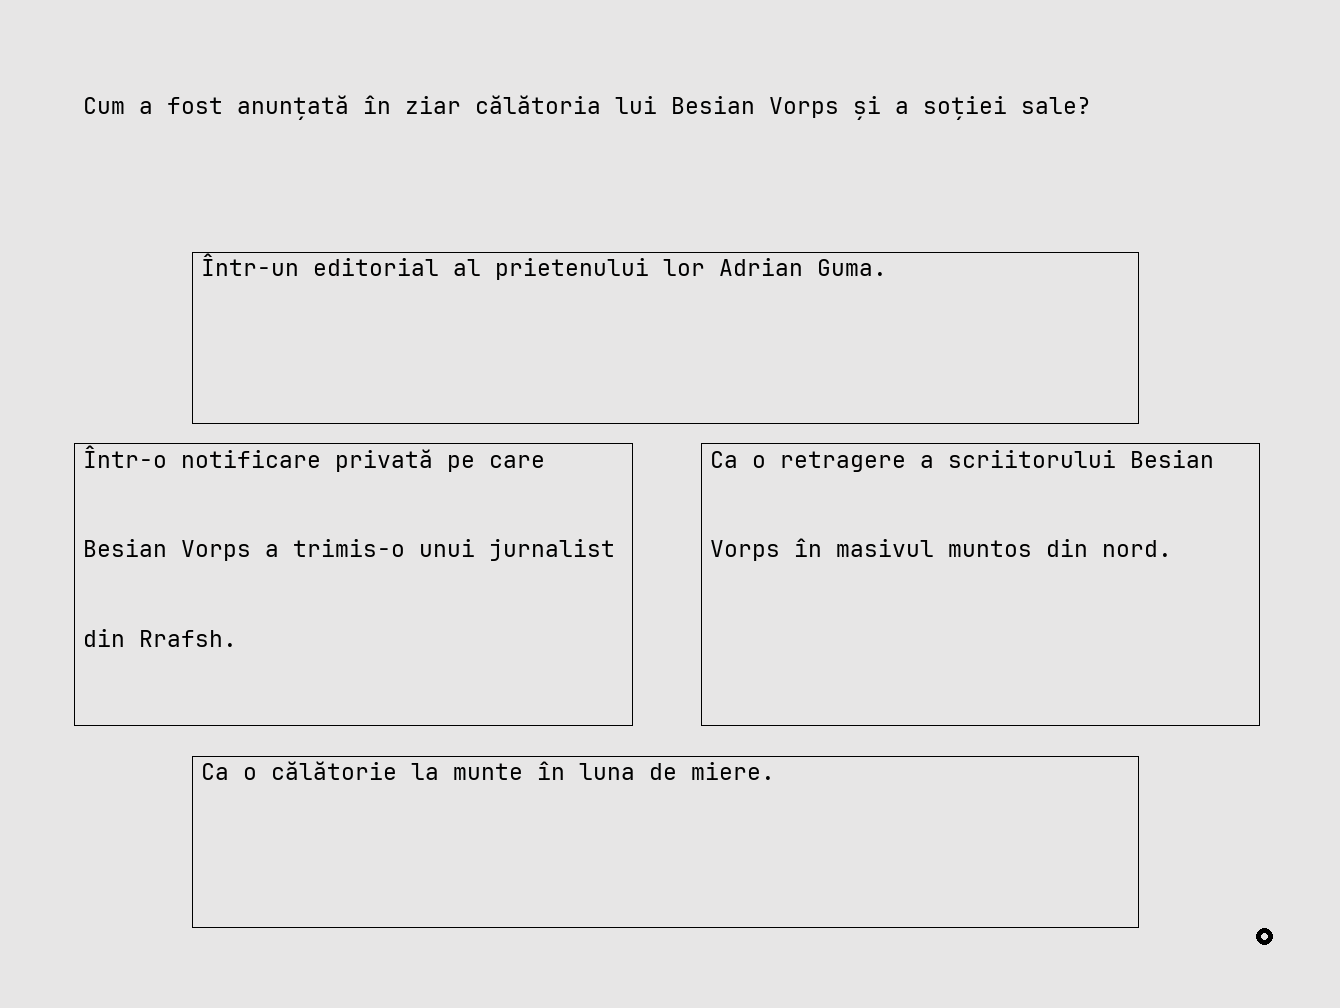 Cum a fost anunțată în ziar călătoria lui Besian Vorps și a soției sale?
Într-un editorial al prietenului lor Adrian Guma.
Într-o notificare privată pe care
Besian Vorps a trimis-o unui jurnalist
din Rrafsh.
Ca o retragere a scriitorului Besian
Vorps în masivul muntos din nord.
Ca o călătorie la munte în luna de miere.